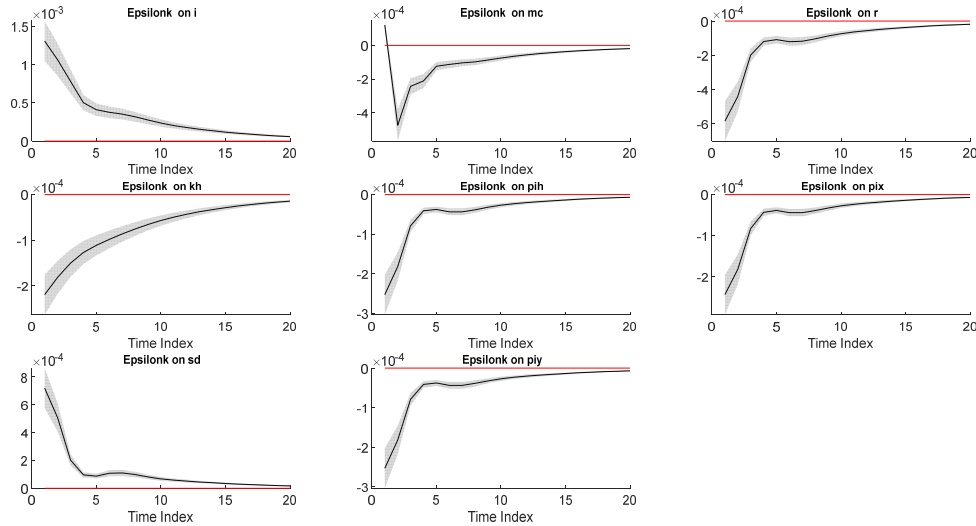 ×10⁻³ Epsilonk on i
1.5
1
0.5
0
0 5 10 15 20
Time Index
×10⁻⁴ Epsilonk on mc
0
-2
-4
0 5 10 15 20
Time Index
×10⁻⁴ Epsilonk on r
0
-2
-4
-6
0 5 10 15 20
Time Index
×10⁻⁴ Epsilonk on kh
0
-1
-2
0 5 10 15 20
Time Index
×10⁻⁴ Epsilonk on pih
0
-1
-2
-3
0 5 10 15 20
Time Index
×10⁻⁴ Epsilonk on pix
0
-1
-2
0 5 10 15 20
Time Index
×10⁻⁴ Epsilonk on sd
8
6
4
2
0
0 5 10 15 20
Time Index
×10⁻⁴ Epsilonk on piy
0
-1
-2
-3
0 5 10 15 20
Time Index